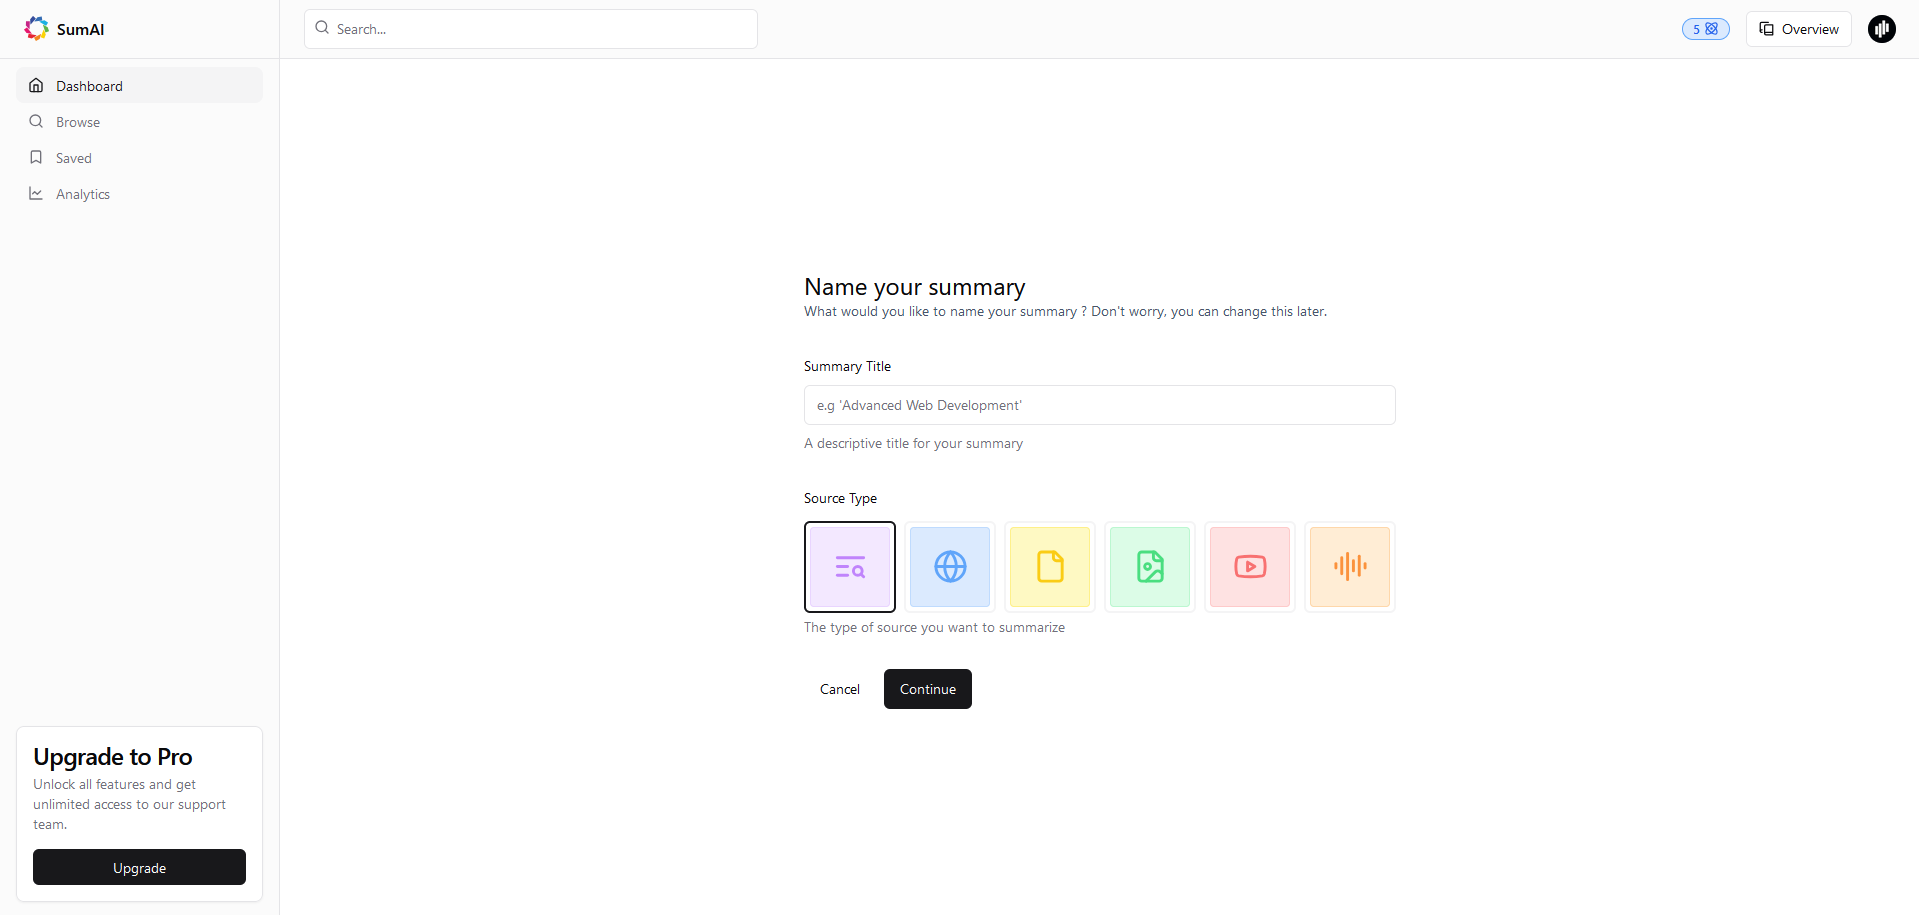 SumAI
Search...
5
Overview
Dashboard
Browse
Saved
Analytics
Name your summary
What would you like to name your summary ? Don't worry, you can change this later.
Summary Title
e.g 'Advanced Web Development'
A descriptive title for your summary
Source Type
The type of source you want to summarize
Cancel
Continue
Upgrade to Pro
Unlock all features and get
unlimited access to our support
team.
Upgrade